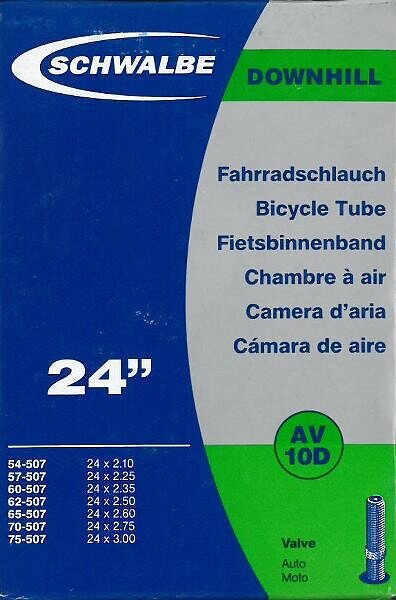 SCHWALBE
DOWNHILL
Fahrradschlauch
Bicycle Tube
Fietsbinnenband
Chambre à air
Camera d'aria
Cámara de aire
24”
AV
10D
54-507 24 x 2.10
57-507 24 x 2.25
60-507 24 x 2.35
62-507 24 x 2.50
65-507 24 x 2.60
70-507 24 x 2.75
75-507 24 x 3.00
Valve
Auto
Moto